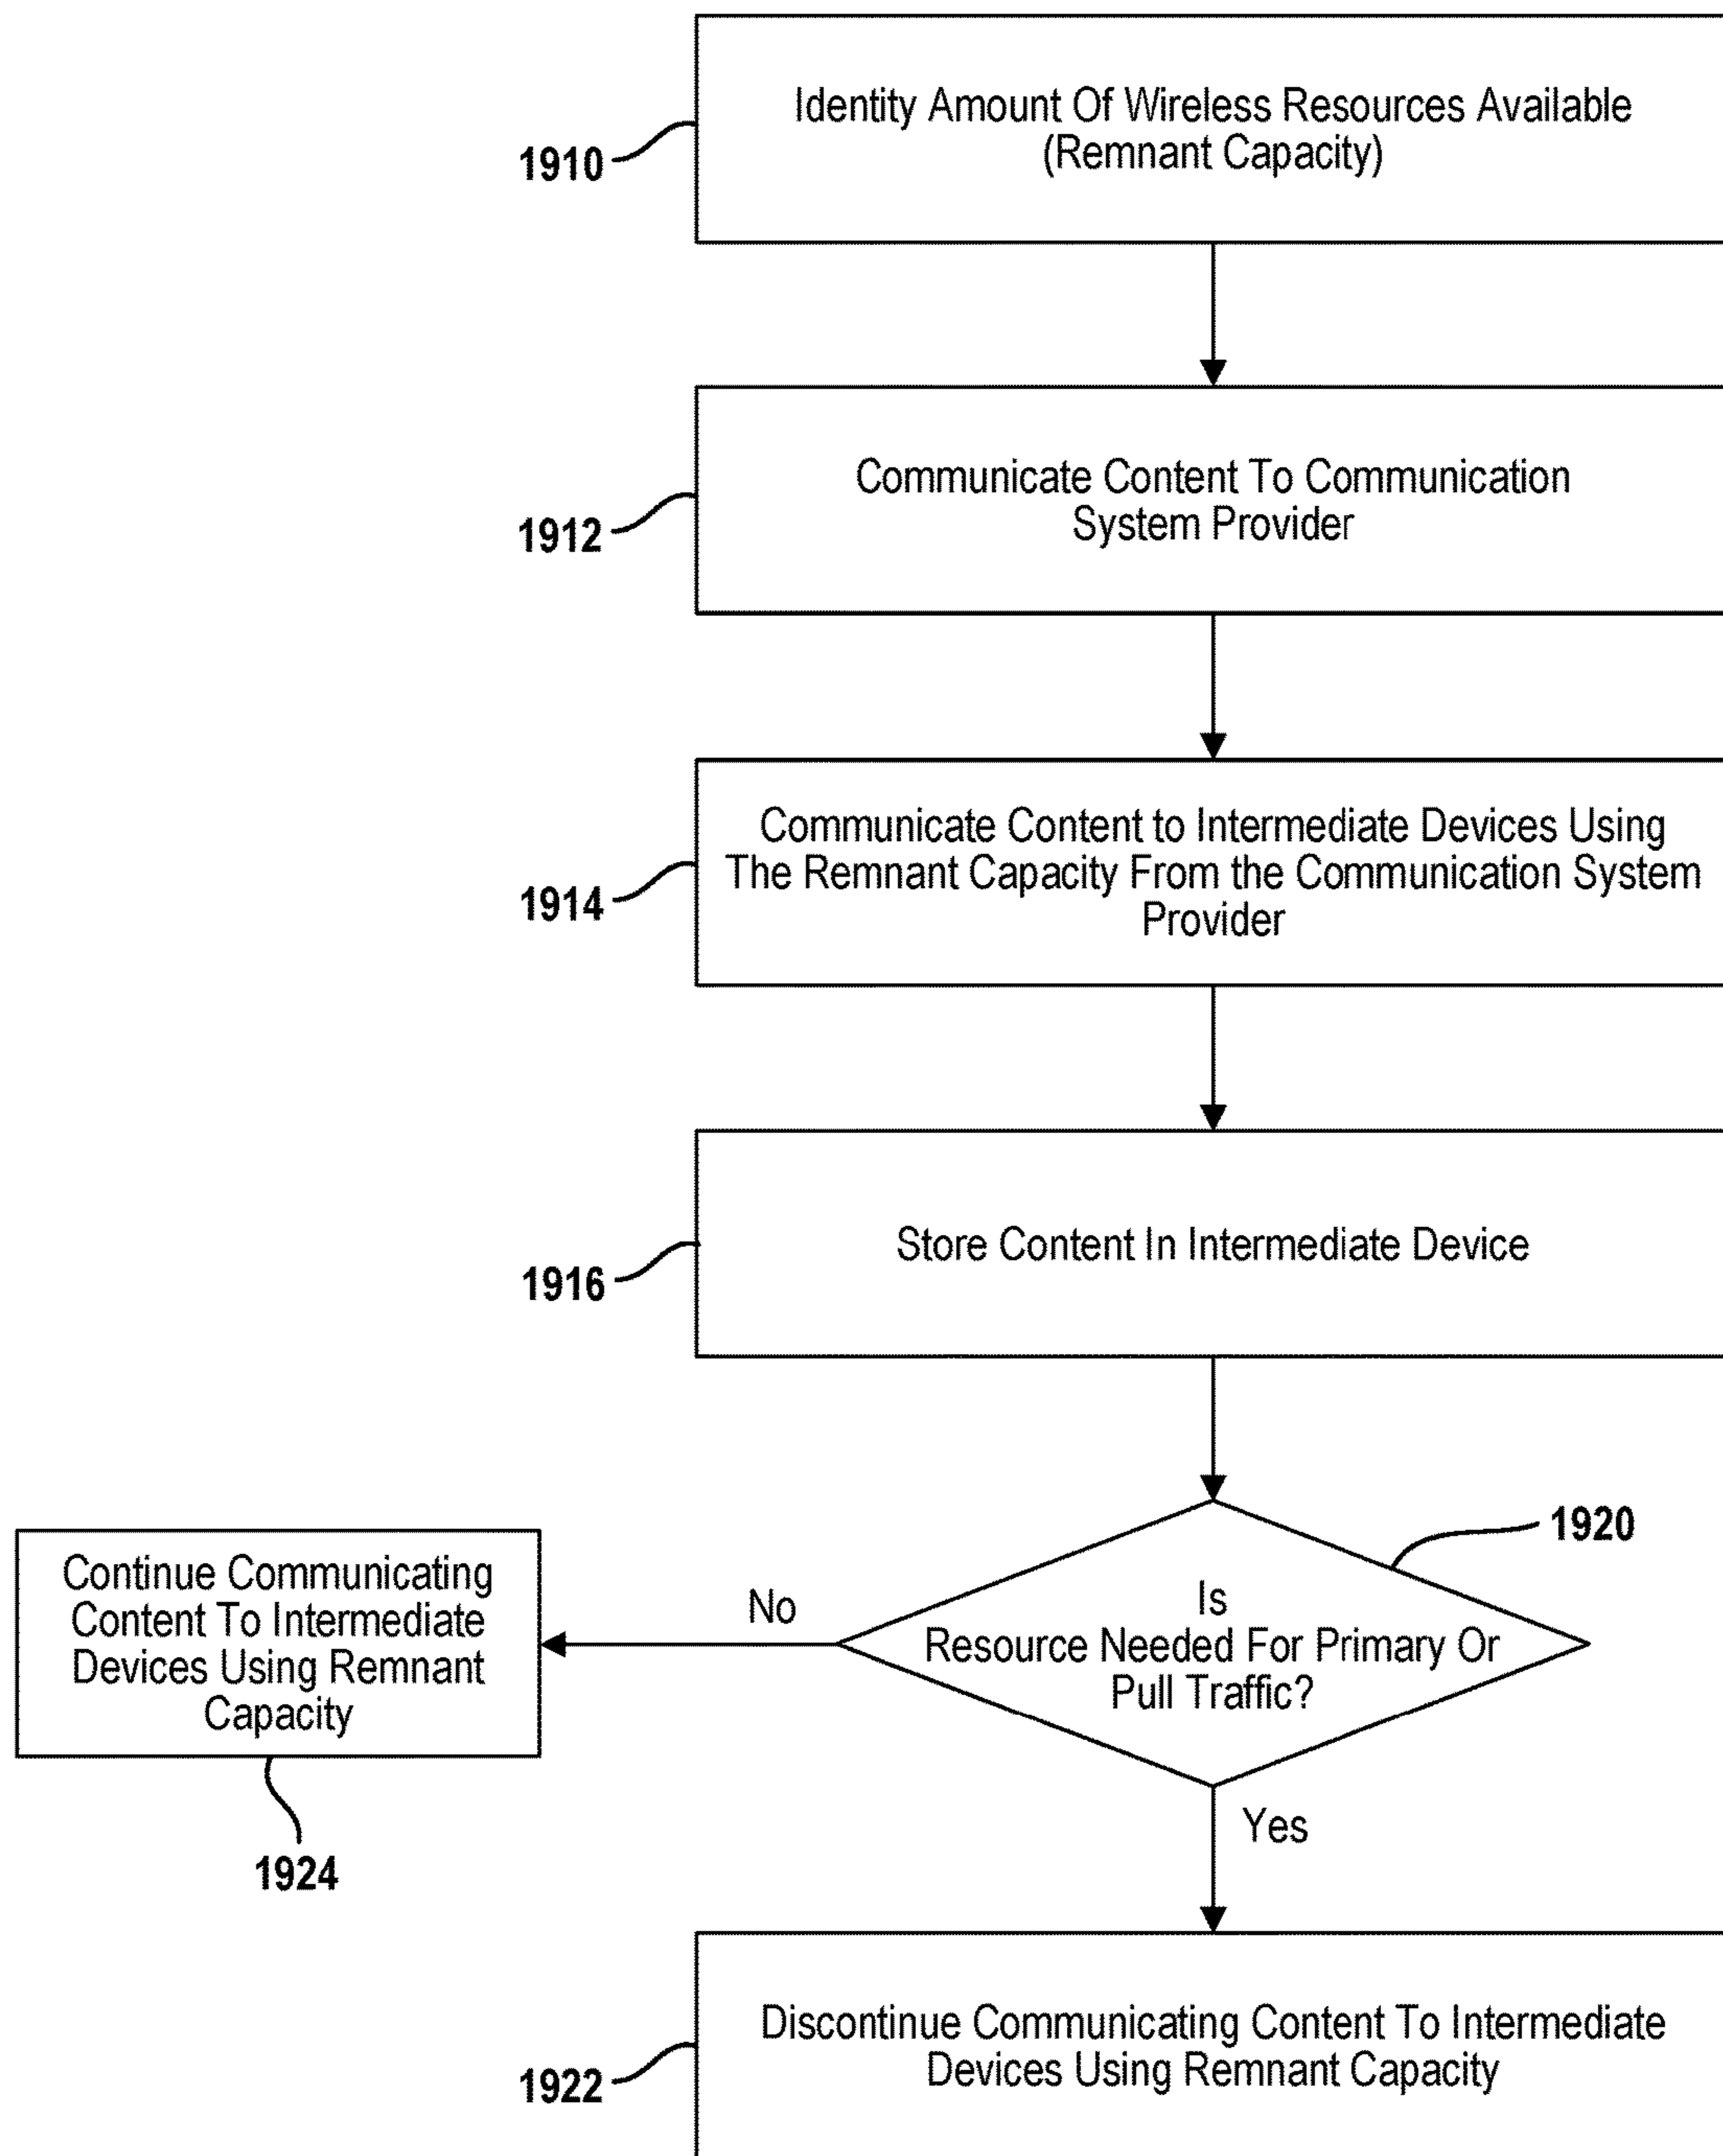 Identity Amount Of Wireless Resources Available
(Remnant Capacity)
1910
Communicate Content To Communication
System Provider
1912
Communicate Content to Intermediate Devices Using
The Remnant Capacity From the Communication System
Provider
1914
Store Content In Intermediate Device
1916
1920
Is
Resource Needed For Primary Or
Pull Traffic?
No
Continue Communicating
Content To Intermediate
Devices Using Remnant
Capacity
1924
Yes
Discontinue Communicating Content To Intermediate
Devices Using Remnant Capacity
1922